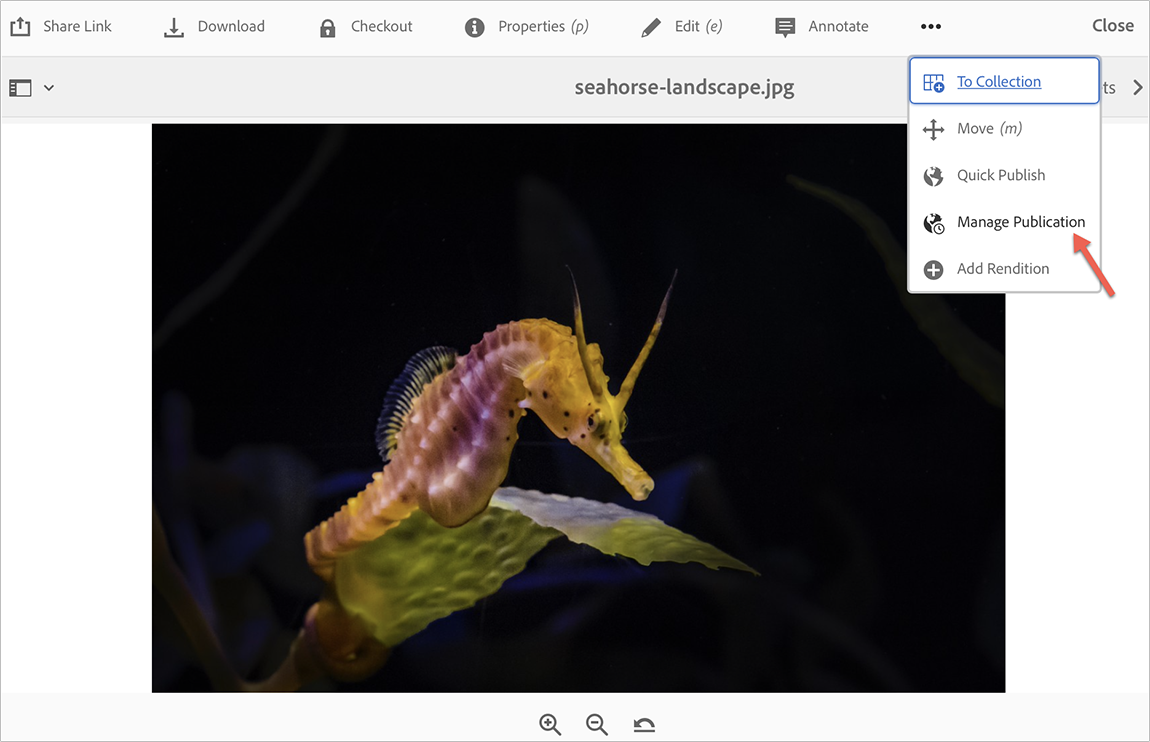 Share Link Download Checkout Properties (p) Edit (e) Annotate ••• Close
seahorse-landscape.jpg ts
To Collection
Move (m)
Quick Publish
Manage Publication
Add Rendition